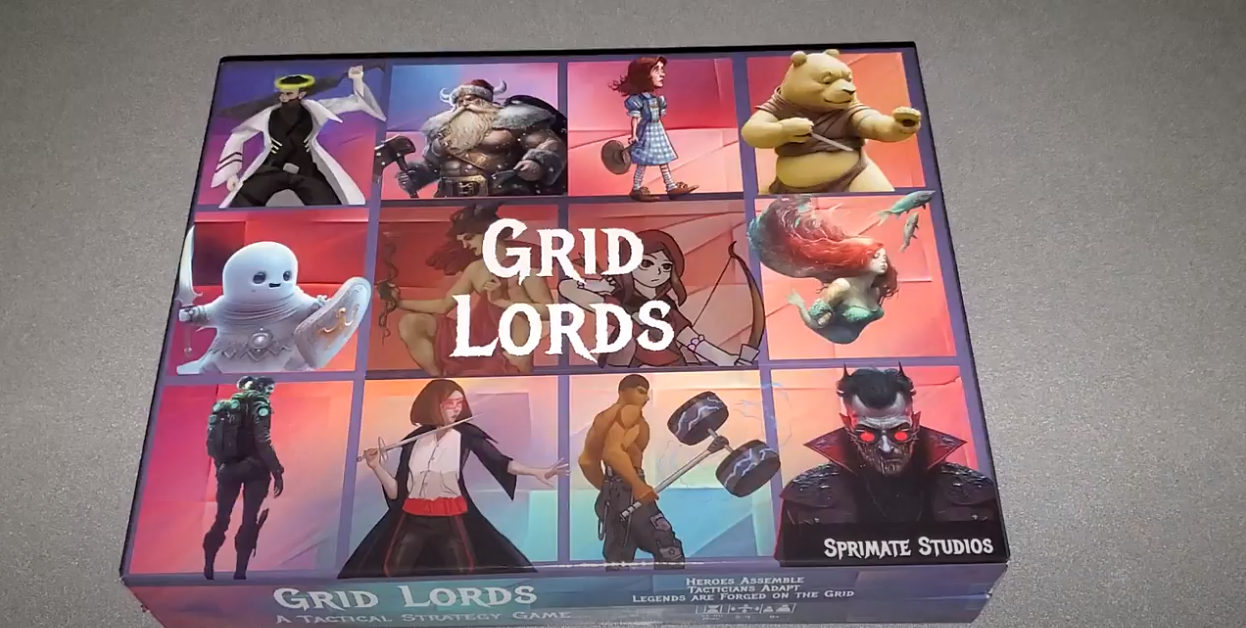 GRID
LORDS
SPRIMATE STUDIOS
GRID LORDS
A TACTICAL STRATEGY GAME
HEROES ASSEMBLE
TACTICIANS ADAPT
LEGENDS ARE FORGED ON THE GRID